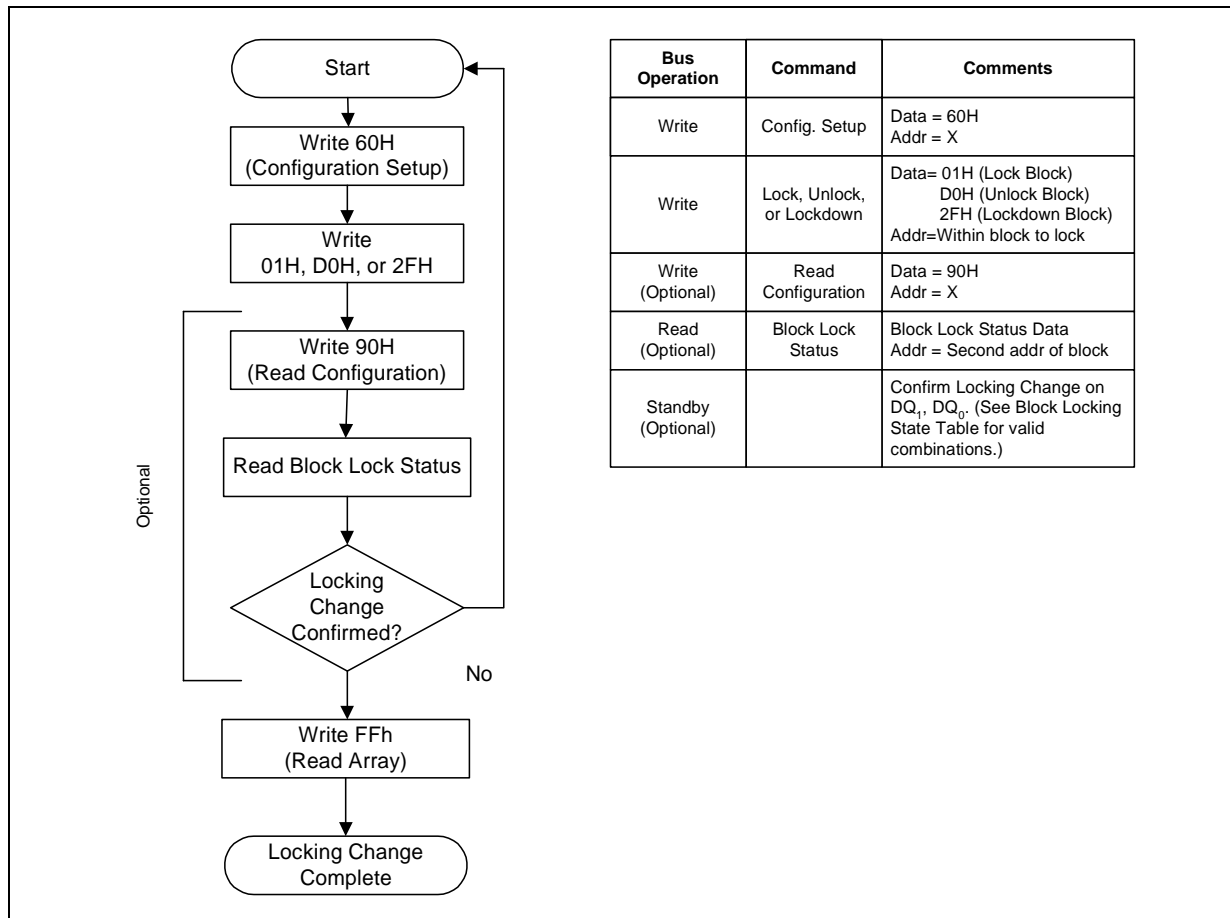 Start
Write 60H
(Configuration Setup)
Write
01H, D0H, or 2FH
Write 90H
(Read Configuration)
Read Block Lock Status
Optional
Locking
Change
Confirmed?
No
Write FFh
(Read Array)
Locking Change
Complete
Bus
Operation
Command
Comments
Write
Config. Setup
Data = 60H
Addr = X
Write
Lock, Unlock,
or Lockdown
Data= 01H (Lock Block)
D0H (Unlock Block)
2FH (Lockdown Block)
Addr=Within block to lock
Write
(Optional)
Read
Configuration
Data = 90H
Addr = X
Read
(Optional)
Block Lock
Status
Block Lock Status Data
Addr = Second addr of block
Standby
(Optional)
Confirm Locking Change on
DQ₁, DQ₀. (See Block Locking
State Table for valid
combinations.)